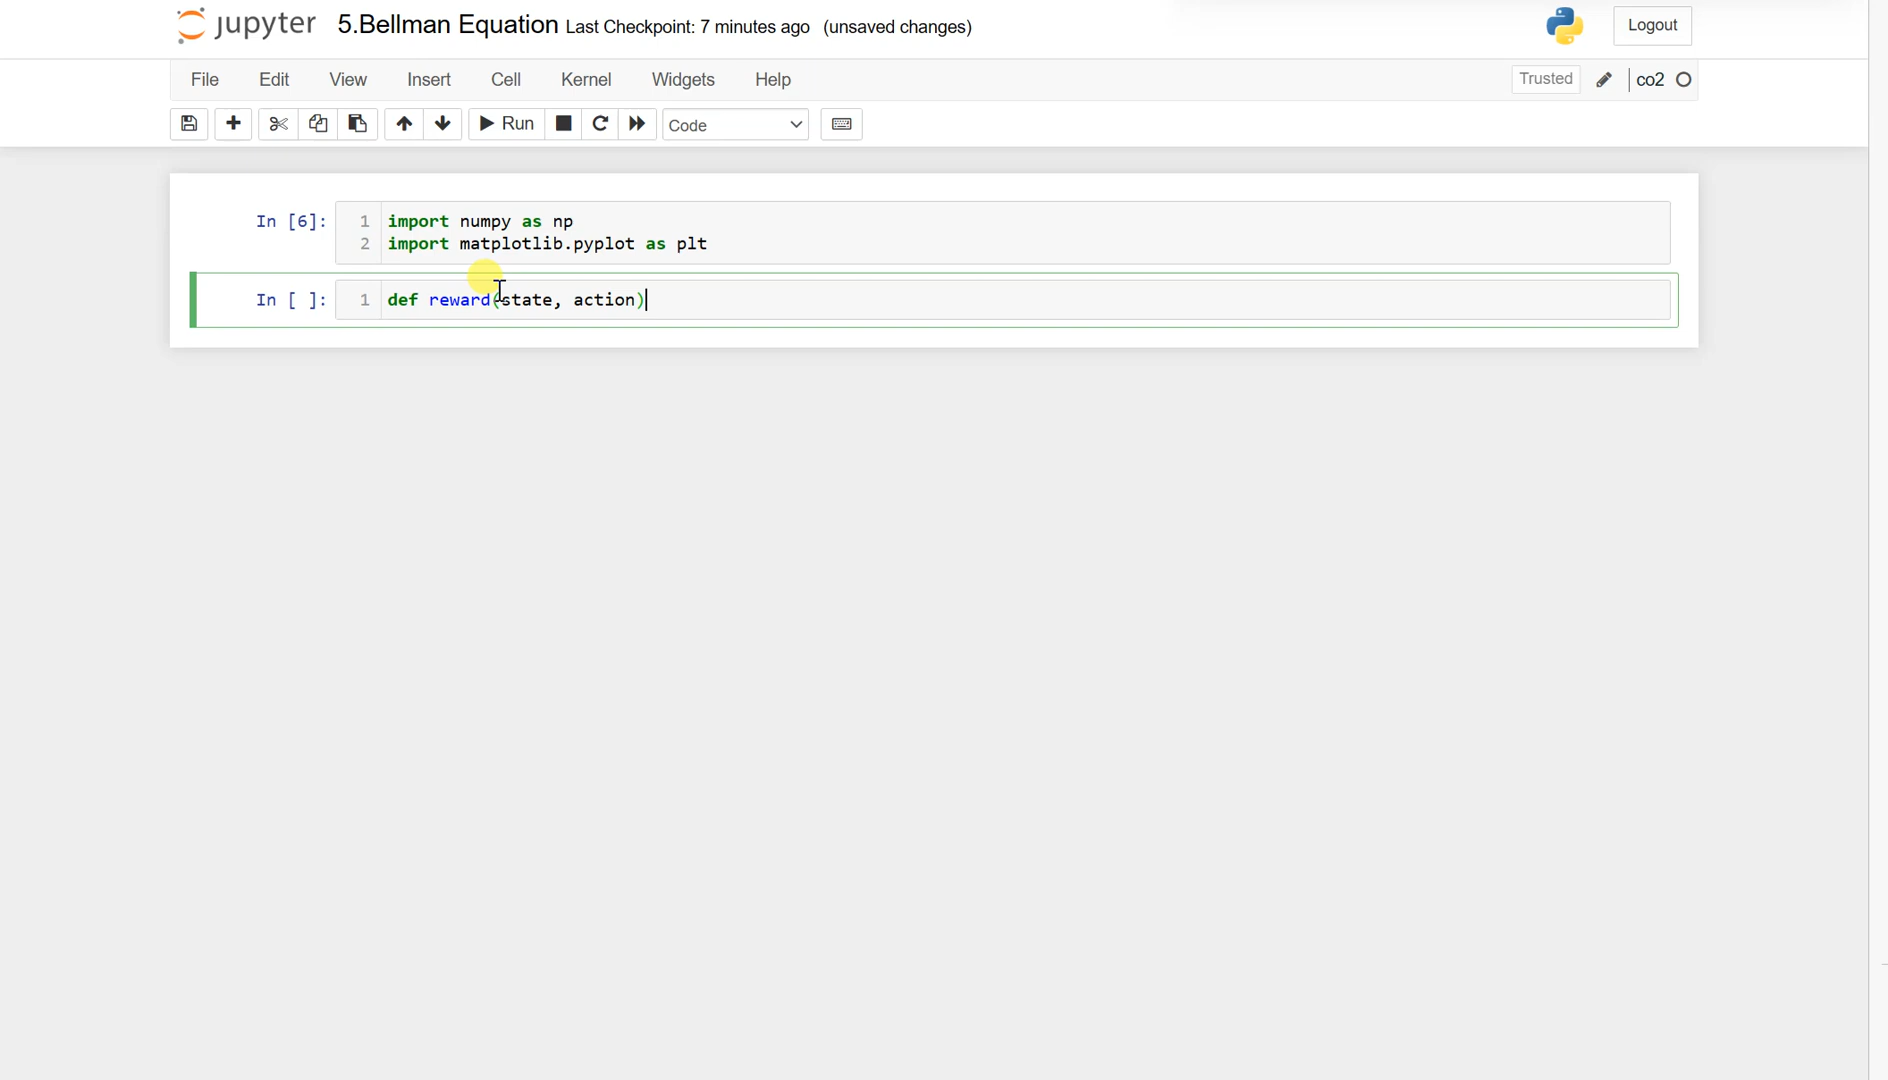 jupyter 5.Bellman Equation Last Checkpoint: 7 minutes ago (unsaved changes) Logout
File Edit View Insert Cell Kernel Widgets Help Trusted co2
Run Code
In [6]: 1 import numpy as np
2 import matplotlib.pyplot as plt
In [ ]: 1 def reward(state, action)